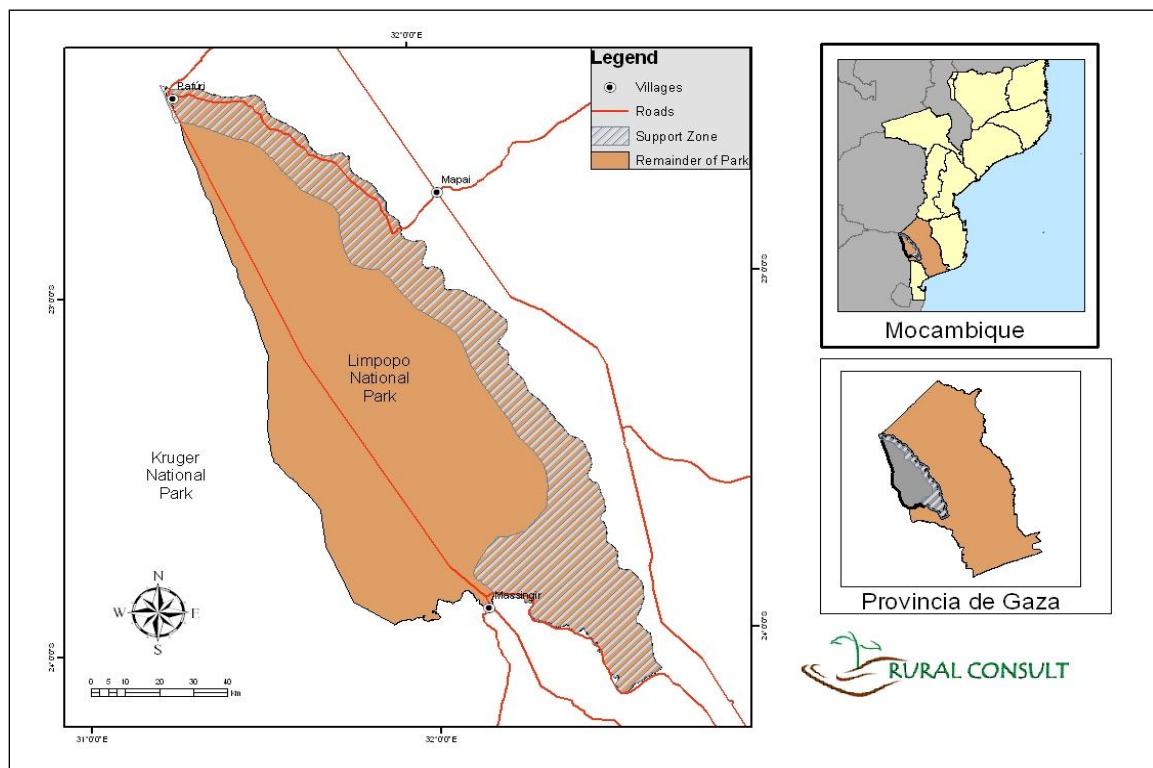 32°0'0"E
Legend
Villages
Roads
Support Zone
Remainder of Park
Pafúri
Mapai
23°0'0"S
23°0'0"S
Limpopo
National
Park
Kruger
National
Park
N
W E
S
Massingir
24°0'0"S
24°0'0"S
0 5 10 20 30 40
Km
31°0'0"E
32°0'0"E
Mocambique
Provincia de Gaza
RURAL CONSULT